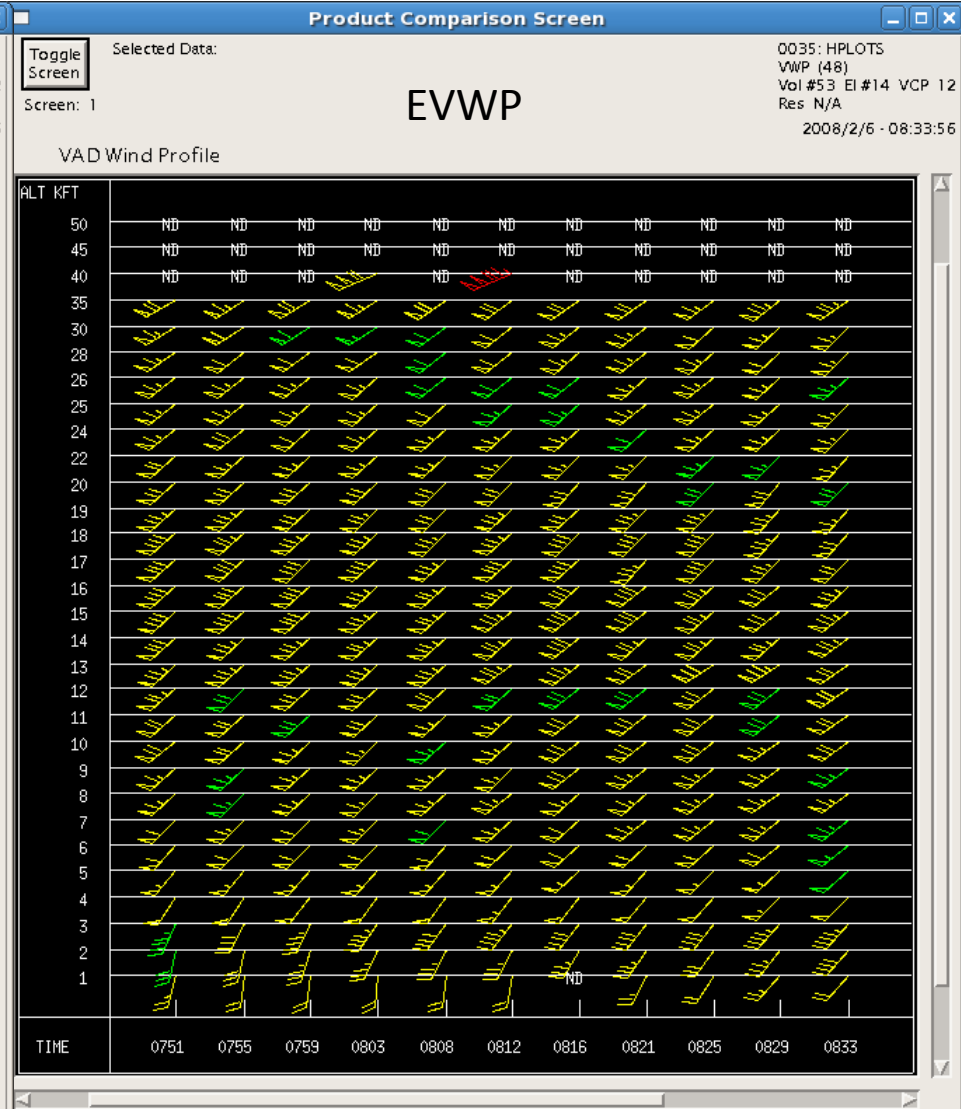 Product Comparison Screen
Toggle
Screen
Selected Data:
Screen: 1
EVWP
0035: HPLOTS
VWP (48)
Vol #53 El #14 VCP 12
Res N/A
2008/2/6 - 08:33:56
VAD Wind Profile
ALT KFT
50 ND ND ND ND ND ND ND ND ND ND ND
45 ND ND ND ND ND ND ND ND ND ND ND
40 ND ND ND ND ND ND ND ND ND
35
30
28
26
25
24
22
20
19
18
17
16
15
14
13
12
11
10
9
8
7
6
5
4
3
2
1 ND
TIME 0751 0755 0759 0803 0808 0812 0816 0821 0825 0829 0833